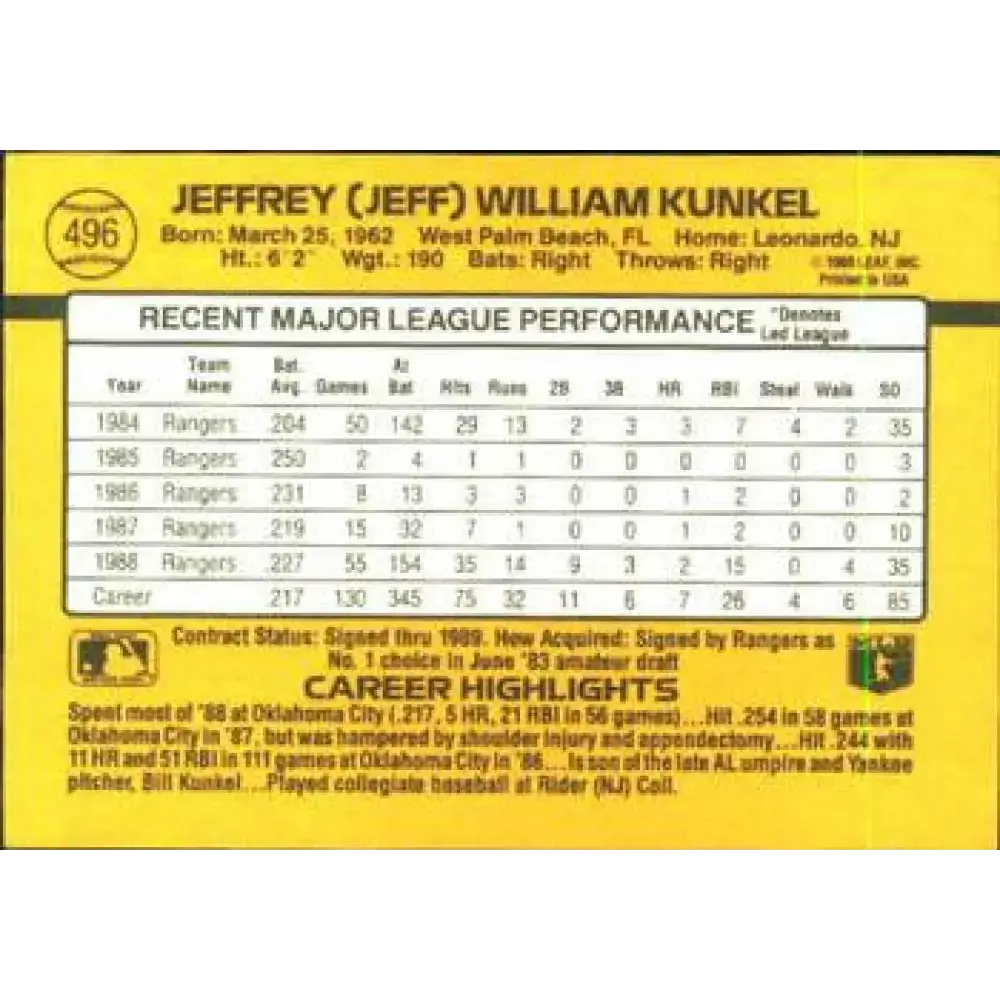 496
JEFFREY (JEFF) WILLIAM KUNKEL
Born: March 25, 1962 West Palm Beach, FL Home: Leonardo, NJ
Ht.: 6'2" Wgt.: 190 Bats: Right Throws: Right
© 1988 LEAF, INC.
Printed in USA
RECENT MAJOR LEAGUE PERFORMANCE *Denotes Led League
Year Team Name Bat. Avg. Games At Bat Hits Runs 2B 3B HR RBI Steal Walk SO
1984 Rangers .204 50 142 29 13 2 3 3 7 4 2 35
1985 Rangers .250 2 4 1 1 0 0 0 0 0 0 3
1986 Rangers .231 8 13 3 3 0 0 1 2 0 0 2
1987 Rangers .219 15 32 7 1 0 0 1 2 0 0 10
1988 Rangers .227 55 154 35 14 9 3 2 15 0 4 35
Career .217 130 345 75 32 11 6 7 26 4 6 85
Contract Status: Signed thru 1989. How Acquired: Signed by Rangers as
No. 1 choice in June '83 amateur draft
CAREER HIGHLIGHTS
Spent most of '88 at Oklahoma City (.217, 5 HR, 21 RBI in 56 games)...Hit .254 in 58 games at
Oklahoma City in '87, but was hampered by shoulder injury and appendectomy...Hit .244 with
11 HR and 51 RBI in 111 games at Oklahoma City in '86...Is son of the late AL umpire and Yankee
pitcher, Bill Kunkel...Played collegiate baseball at Rider (NJ) Coll.